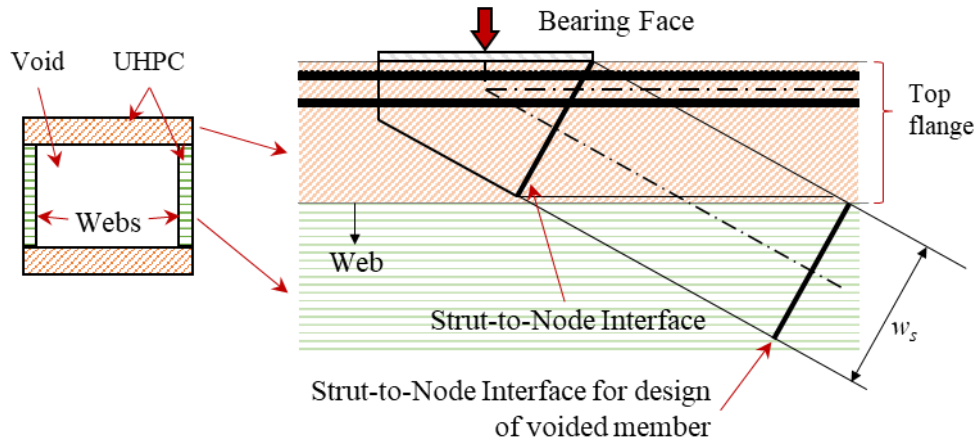 Bearing Face
Void
UHPC
Top
flange
Webs
Web
Strut-to-Node Interface
wₛ
Strut-to-Node Interface for design
of voided member